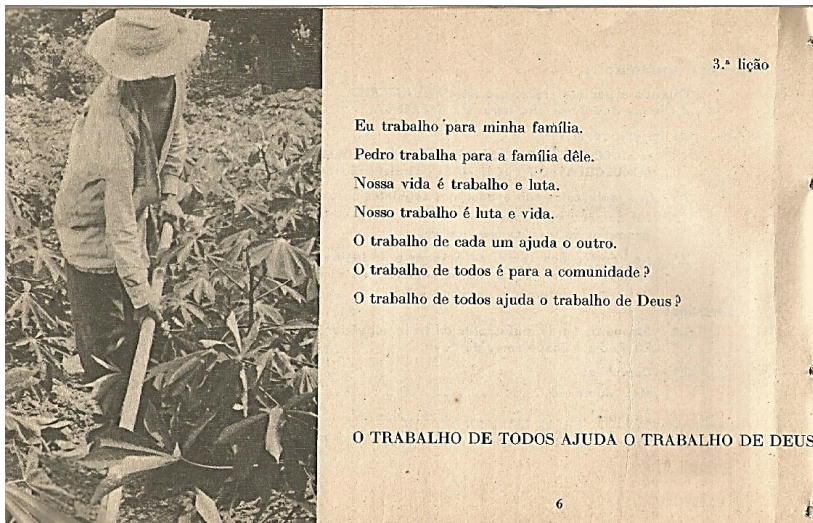 3.ª lição
Eu trabalho para minha família.
Pedro trabalha para a família dêle.
Nossa vida é trabalho e luta.
Nosso trabalho é luta e vida.
O trabalho de cada um ajuda o outro.
O trabalho de todos é para a comunidade?
O trabalho de todos ajuda o trabalho de Deus?
O TRABALHO DE TODOS AJUDA O TRABALHO DE DEUS
6